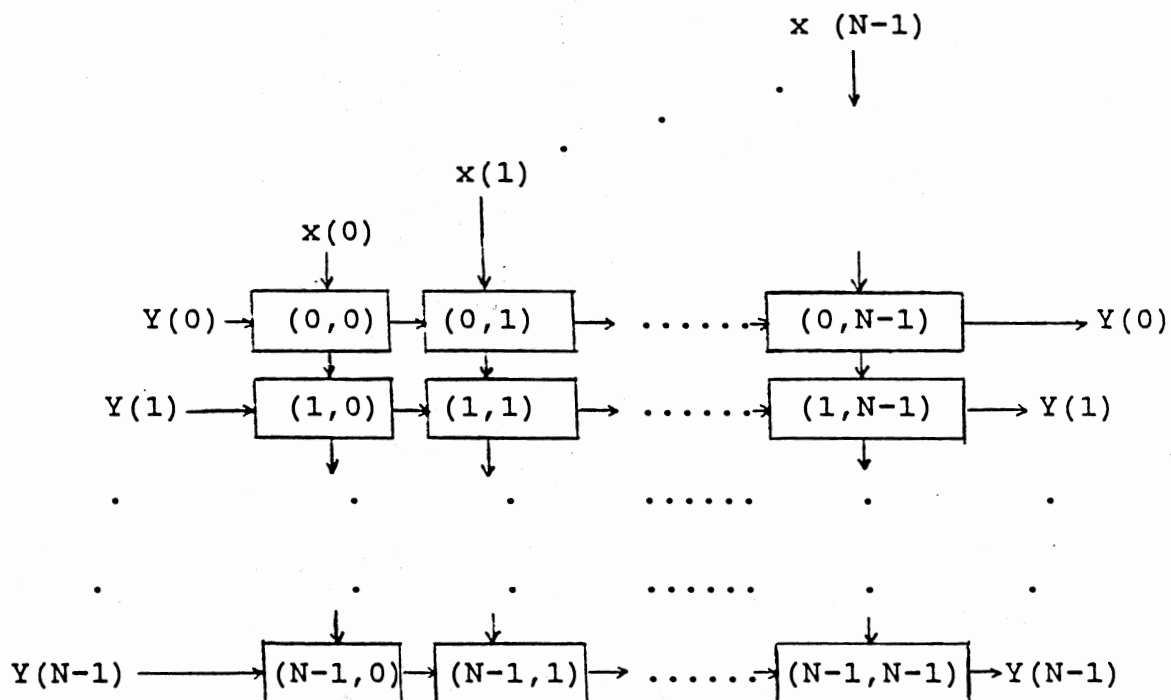 x (N-1)
x(1)
x(0)
Y(0) (0,0) (0,1) ...... (0,N-1) Y(0)
Y(1) (1,0) (1,1) ...... (1,N-1) Y(1)
. . . ...... . .
. . . ...... . .
Y(N-1) (N-1,0) (N-1,1) ...... (N-1,N-1) Y(N-1)